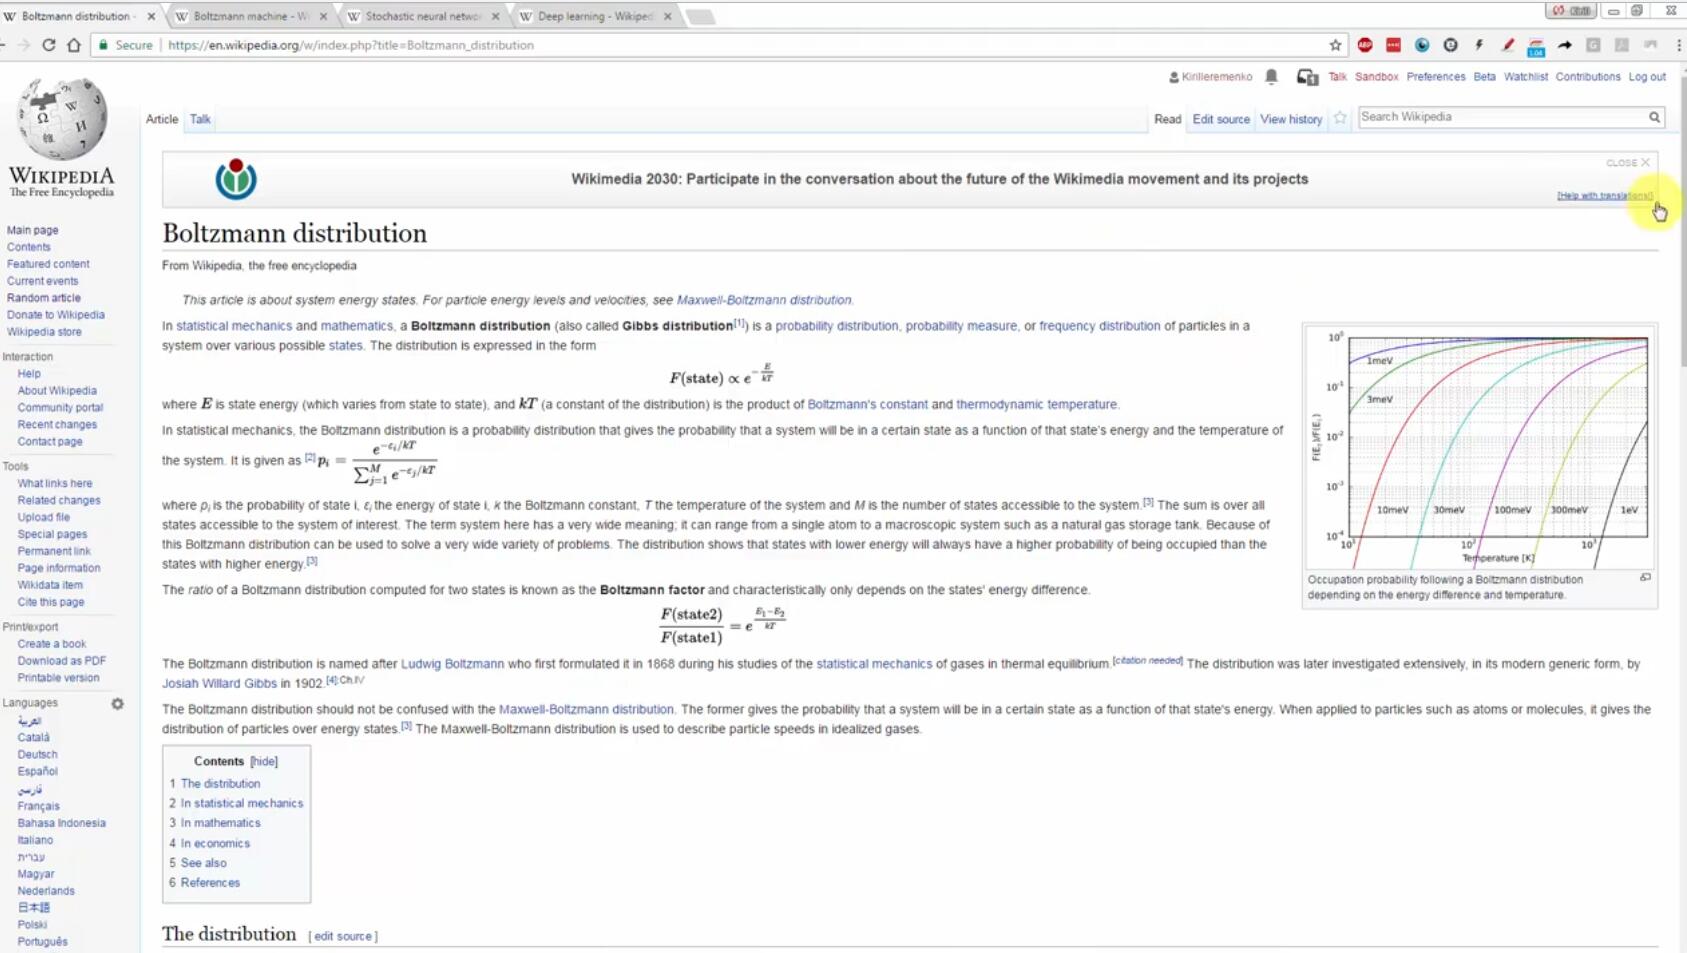 Boltzmann distribution -
Boltzmann machine - Wi
Stochastic neural networ
Deep learning - Wikiped
Secure | https://en.wikipedia.org/w/index.php?title=Boltzmann_distribution
Kirilleremenko 1 Talk Sandbox Preferences Beta Watchlist Contributions Log out
Article Talk
Read Edit source View history Search Wikipedia
WIKIPEDIA
The Free Encyclopedia
CLOSE X
Wikimedia 2030: Participate in the conversation about the future of the Wikimedia movement and its projects
[Help with translations!]
Main page
Contents
Featured content
Current events
Random article
Donate to Wikipedia
Wikipedia store
Interaction
Help
About Wikipedia
Community portal
Recent changes
Contact page
Tools
What links here
Related changes
Upload file
Special pages
Permanent link
Page information
Wikidata item
Cite this page
Print/export
Create a book
Download as PDF
Printable version
Languages
العربية
Català
Deutsch
Español
فارسی
Français
Bahasa Indonesia
Italiano
עברית
Magyar
Nederlands
日本語
Polski
Português
Boltzmann distribution
From Wikipedia, the free encyclopedia
This article is about system energy states. For particle energy levels and velocities, see Maxwell-Boltzmann distribution.
In statistical mechanics and mathematics, a Boltzmann distribution (also called Gibbs distribution[1]) is a probability distribution, probability measure, or frequency distribution of particles in a
system over various possible states. The distribution is expressed in the form
F(state) ∝ e^{-E/kT}
where E is state energy (which varies from state to state), and kT (a constant of the distribution) is the product of Boltzmann's constant and thermodynamic temperature.
In statistical mechanics, the Boltzmann distribution is a probability distribution that gives the probability that a system will be in a certain state as a function of that state's energy and the temperature of
the system. It is given as [2] p_i = e^{-ε_i/kT} / ∑_{j=1}^{M} e^{-ε_j/kT}
where p_i is the probability of state i, ε_i the energy of state i, k the Boltzmann constant, T the temperature of the system and M is the number of states accessible to the system.[3] The sum is over all
states accessible to the system of interest. The term system here has a very wide meaning; it can range from a single atom to a macroscopic system such as a natural gas storage tank. Because of
this Boltzmann distribution can be used to solve a very wide variety of problems. The distribution shows that states with lower energy will always have a higher probability of being occupied than the
states with higher energy.[3]
The ratio of a Boltzmann distribution computed for two states is known as the Boltzmann factor and characteristically only depends on the states' energy difference.
F(state2) / F(state1) = e^{(E1−E2)/kT}
The Boltzmann distribution is named after Ludwig Boltzmann who first formulated it in 1868 during his studies of the statistical mechanics of gases in thermal equilibrium.[citation needed] The distribution was later investigated extensively, in its modern generic form, by
Josiah Willard Gibbs in 1902.[4]:Ch.IV
The Boltzmann distribution should not be confused with the Maxwell-Boltzmann distribution. The former gives the probability that a system will be in a certain state as a function of that state's energy. When applied to particles such as atoms or molecules, it gives the
distribution of particles over energy states.[3] The Maxwell-Boltzmann distribution is used to describe particle speeds in idealized gases.
10^0
10^-1
10^-2
10^-3
10^-4
F(E2)/F(E1)
1meV
3meV
10meV 30meV 100meV 300meV 1eV
10^1 10^2 10^3
Temperature [K]
Occupation probability following a Boltzmann distribution
depending on the energy difference and temperature.
Contents [hide]
1 The distribution
2 In statistical mechanics
3 In mathematics
4 In economics
5 See also
6 References
The distribution [ edit source ]